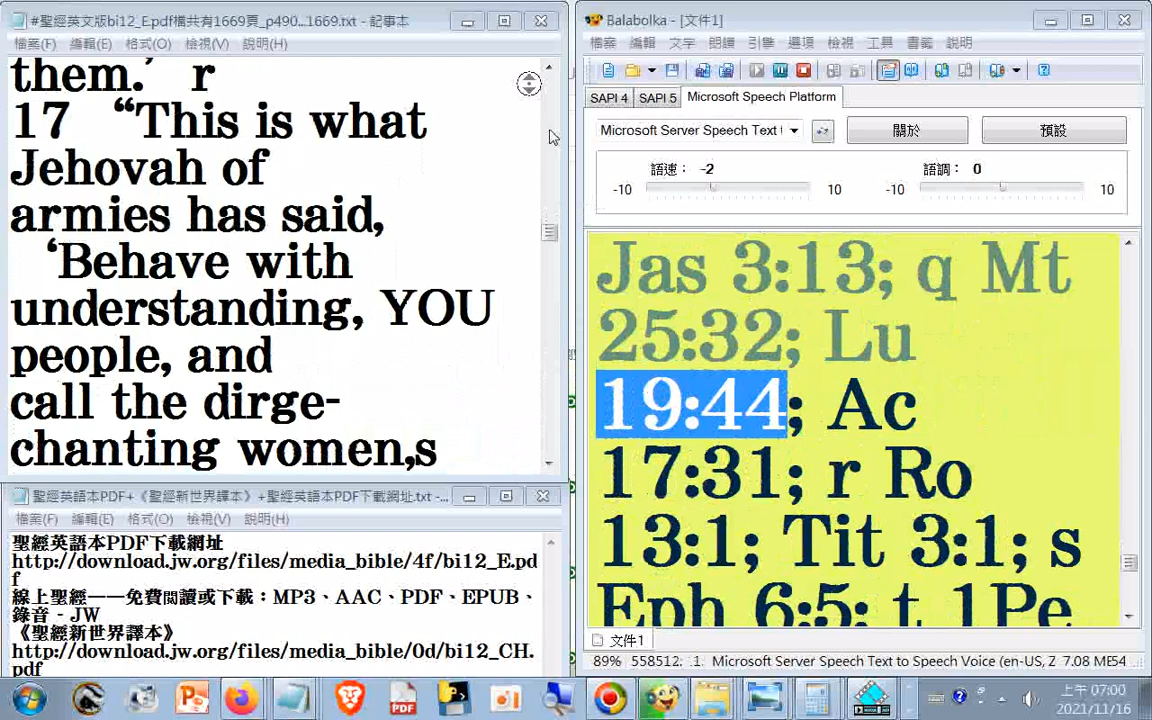 #聖經英文版bi12_E.pdf檔共有1669頁_p490...1669.txt - 記事本
檔案(F) 編輯(E) 格式(O) 檢視(V) 說明(H)
them.’ r
17 “This is what
Jehovah of
armies has said,
‘Behave with
understanding, YOU
people, and
call the dirge-
chanting women,s
聖經英語本PDF+《聖經新世界譯本》+聖經英語本PDF下載網址.txt -...
檔案(F) 編輯(E) 格式(O) 檢視(V) 說明(H)
聖經英語本PDF下載網址
http://download.jw.org/files/media_bible/4f/bi12_E.pd
f
線上聖經——免費閱讀或下載：MP3、AAC、PDF、EPUB、
錄音 - JW
《聖經新世界譯本》
http://download.jw.org/files/media_bible/0d/bi12_CH.
pdf
Balabolka - [文件1]
檔案 編輯 文字 朗讀 引擎 選項 檢視 工具 書籤 說明
SAPI 4 SAPI 5 Microsoft Speech Platform
Microsoft Server Speech Text 關於 預設
語速： -2 語調： 0
-10 10 -10 10
Jas 3:13; q Mt
25:32; Lu
19:44; Ac
17:31; r Ro
13:1; Tit 3:1; s
Eph 6:5; t 1Pe
文件1
89% 558512: .1. Microsoft Server Speech Text to Speech Voice (en-US, Z 7.08 ME54
上午 07:00
2021/11/16